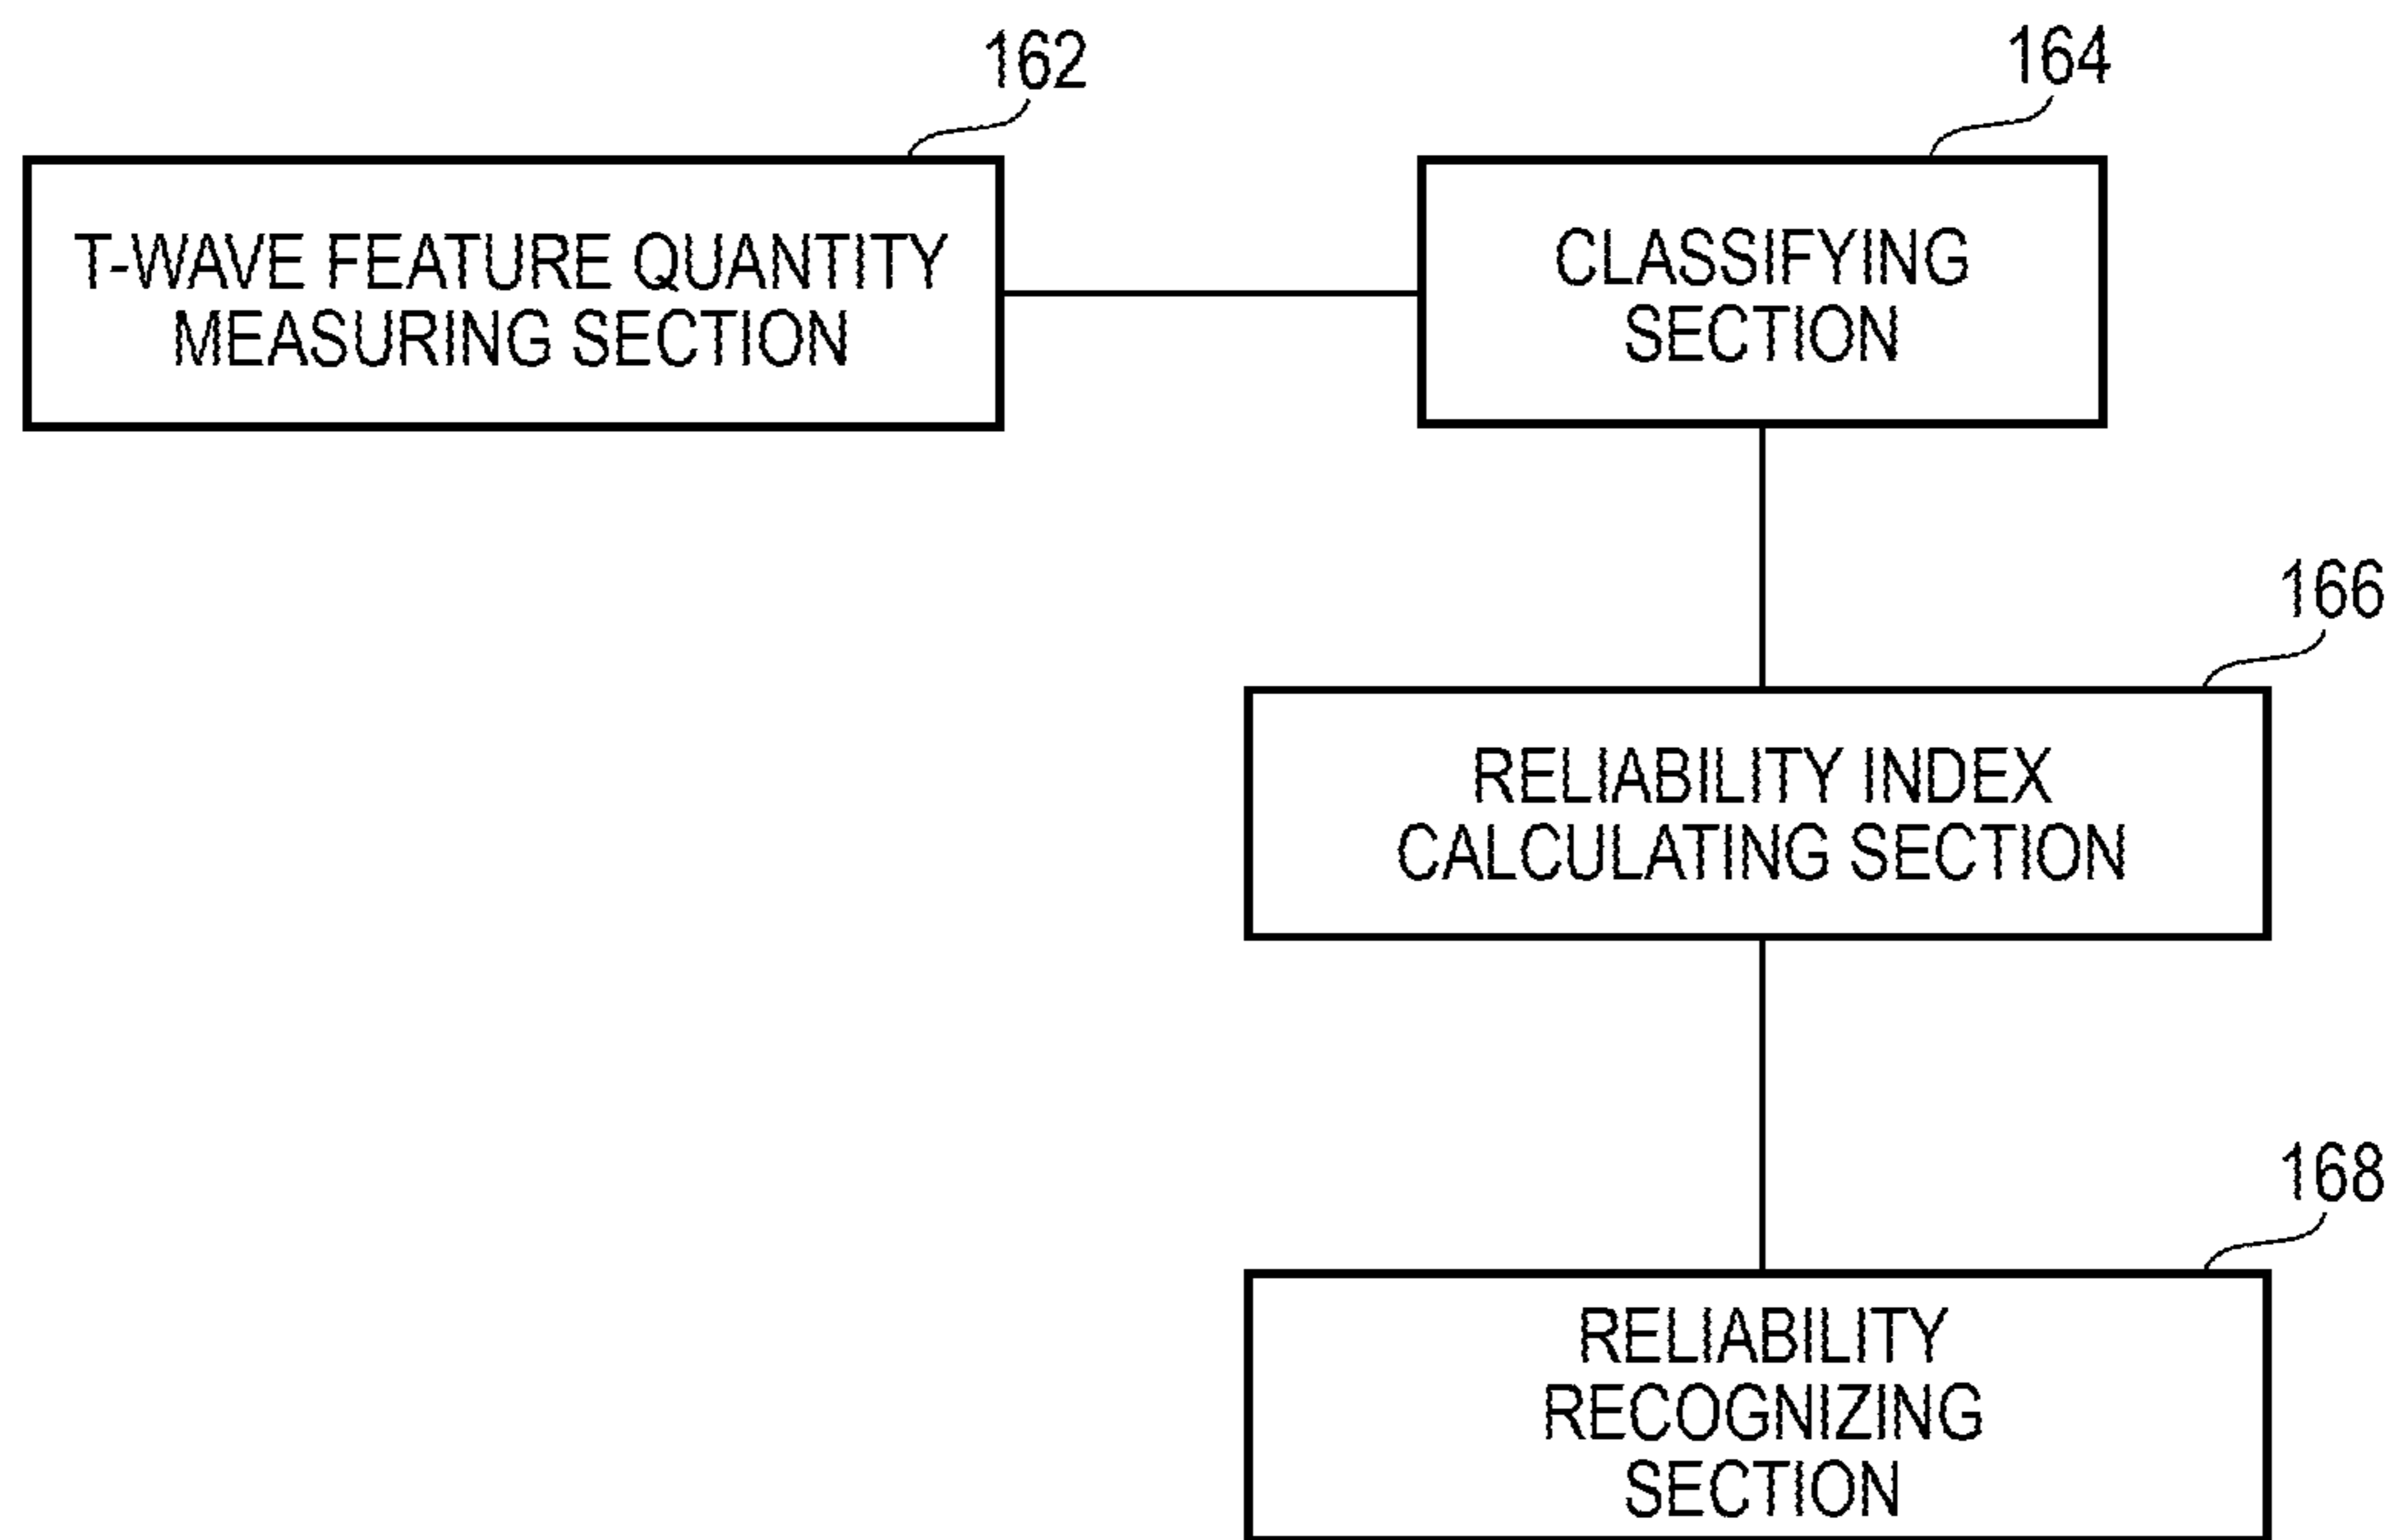 162
164
T-WAVE FEATURE QUANTITY
MEASURING SECTION
CLASSIFYING
SECTION
166
RELIABILITY INDEX
CALCULATING SECTION
168
RELIABILITY
RECOGNIZING
SECTION